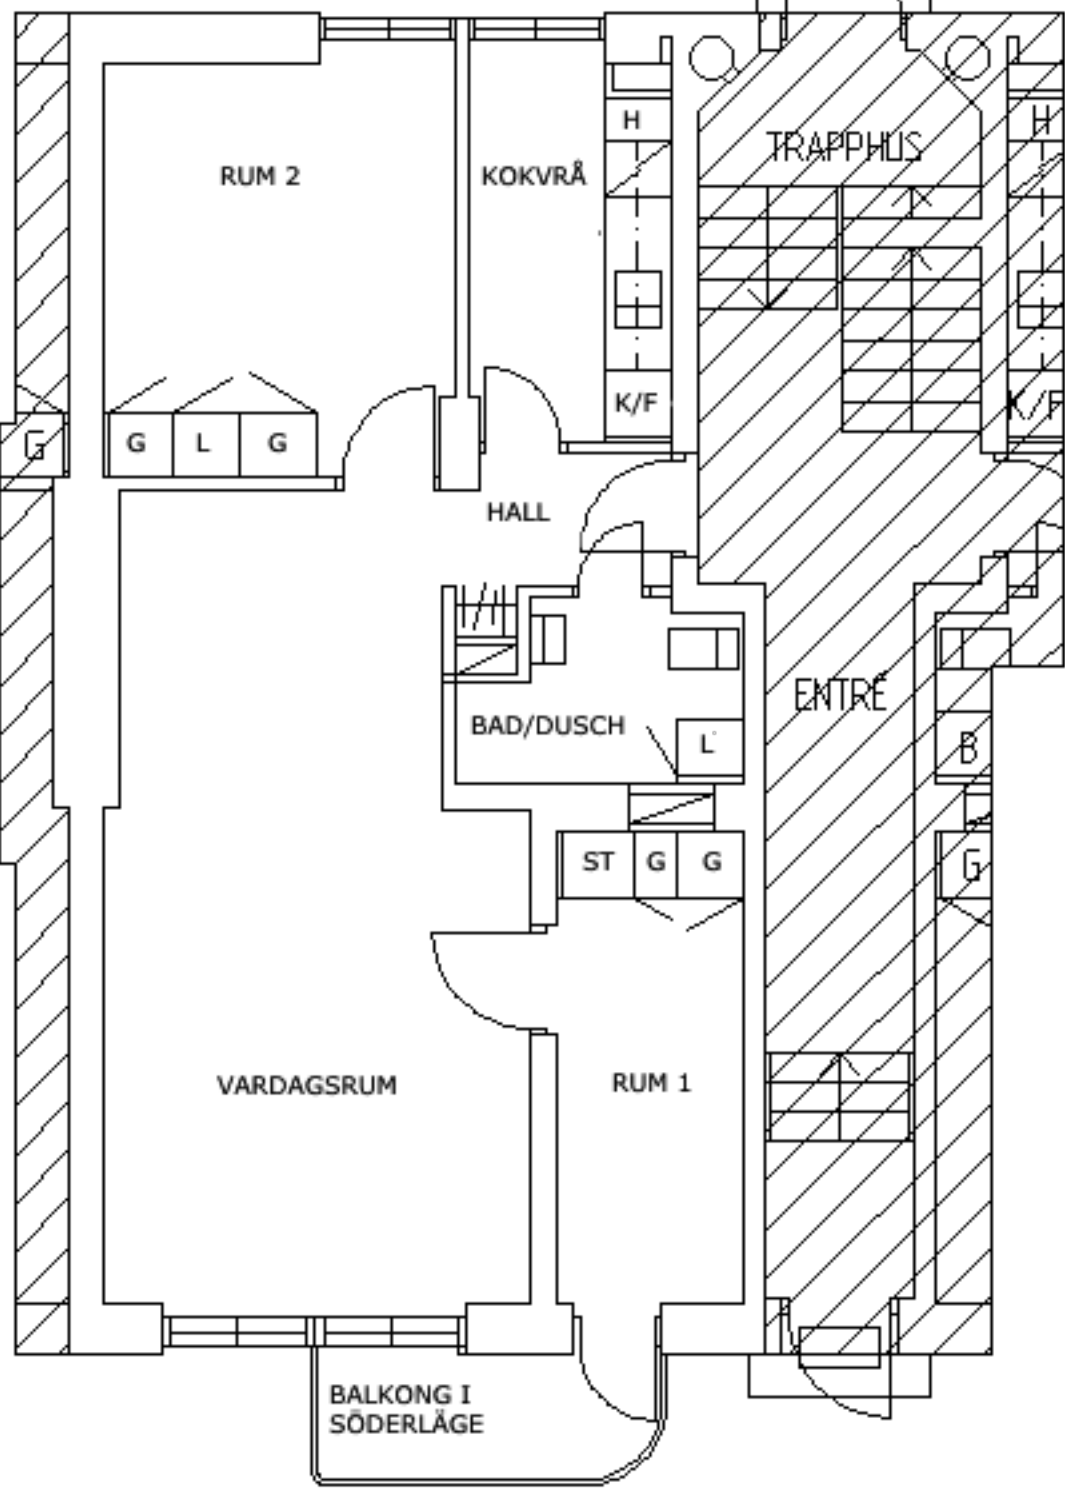 H
H
TRAPPHUS
RUM 2
KOKVRÅ
K/F
K/F
G
G
L
G
HALL
ENTRÉ
BAD/DUSCH
L
B
ST
G
G
G
VARDAGSRUM
RUM 1
BALKONG I
SÖDERLÄGE